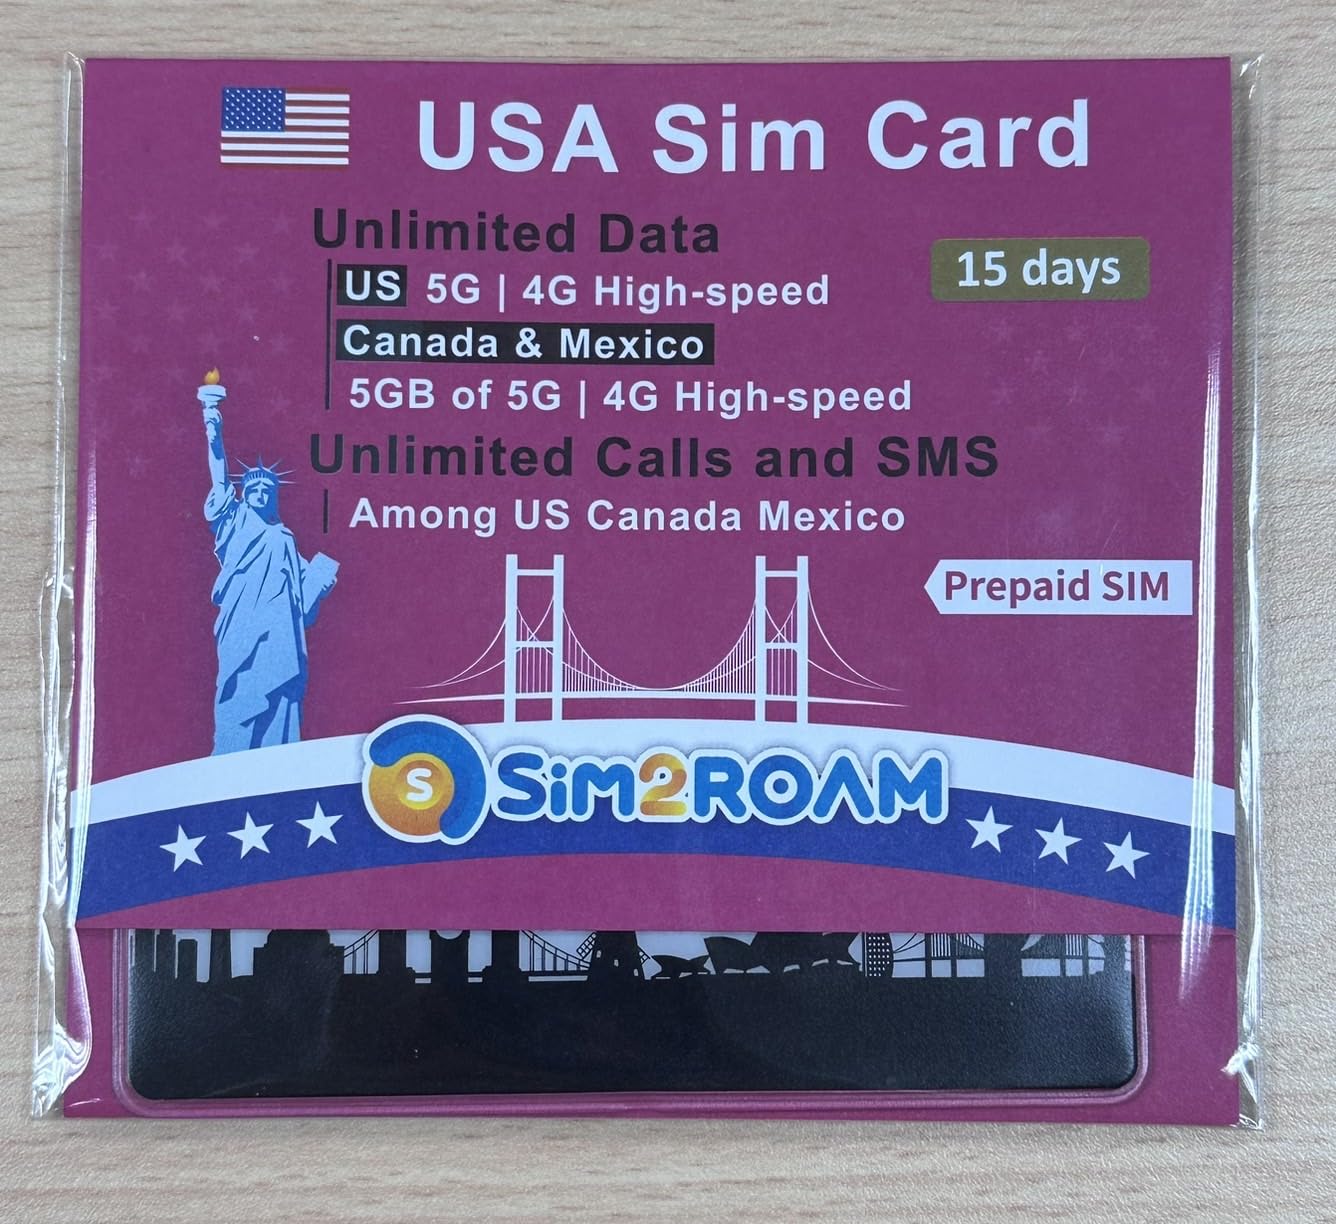 USA Sim Card
Unlimited Data
US 5G | 4G High-speed
15 days
Canada & Mexico
5GB of 5G | 4G High-speed
Unlimited Calls and SMS
Among US Canada Mexico
Prepaid SIM
S SiM2ROAM